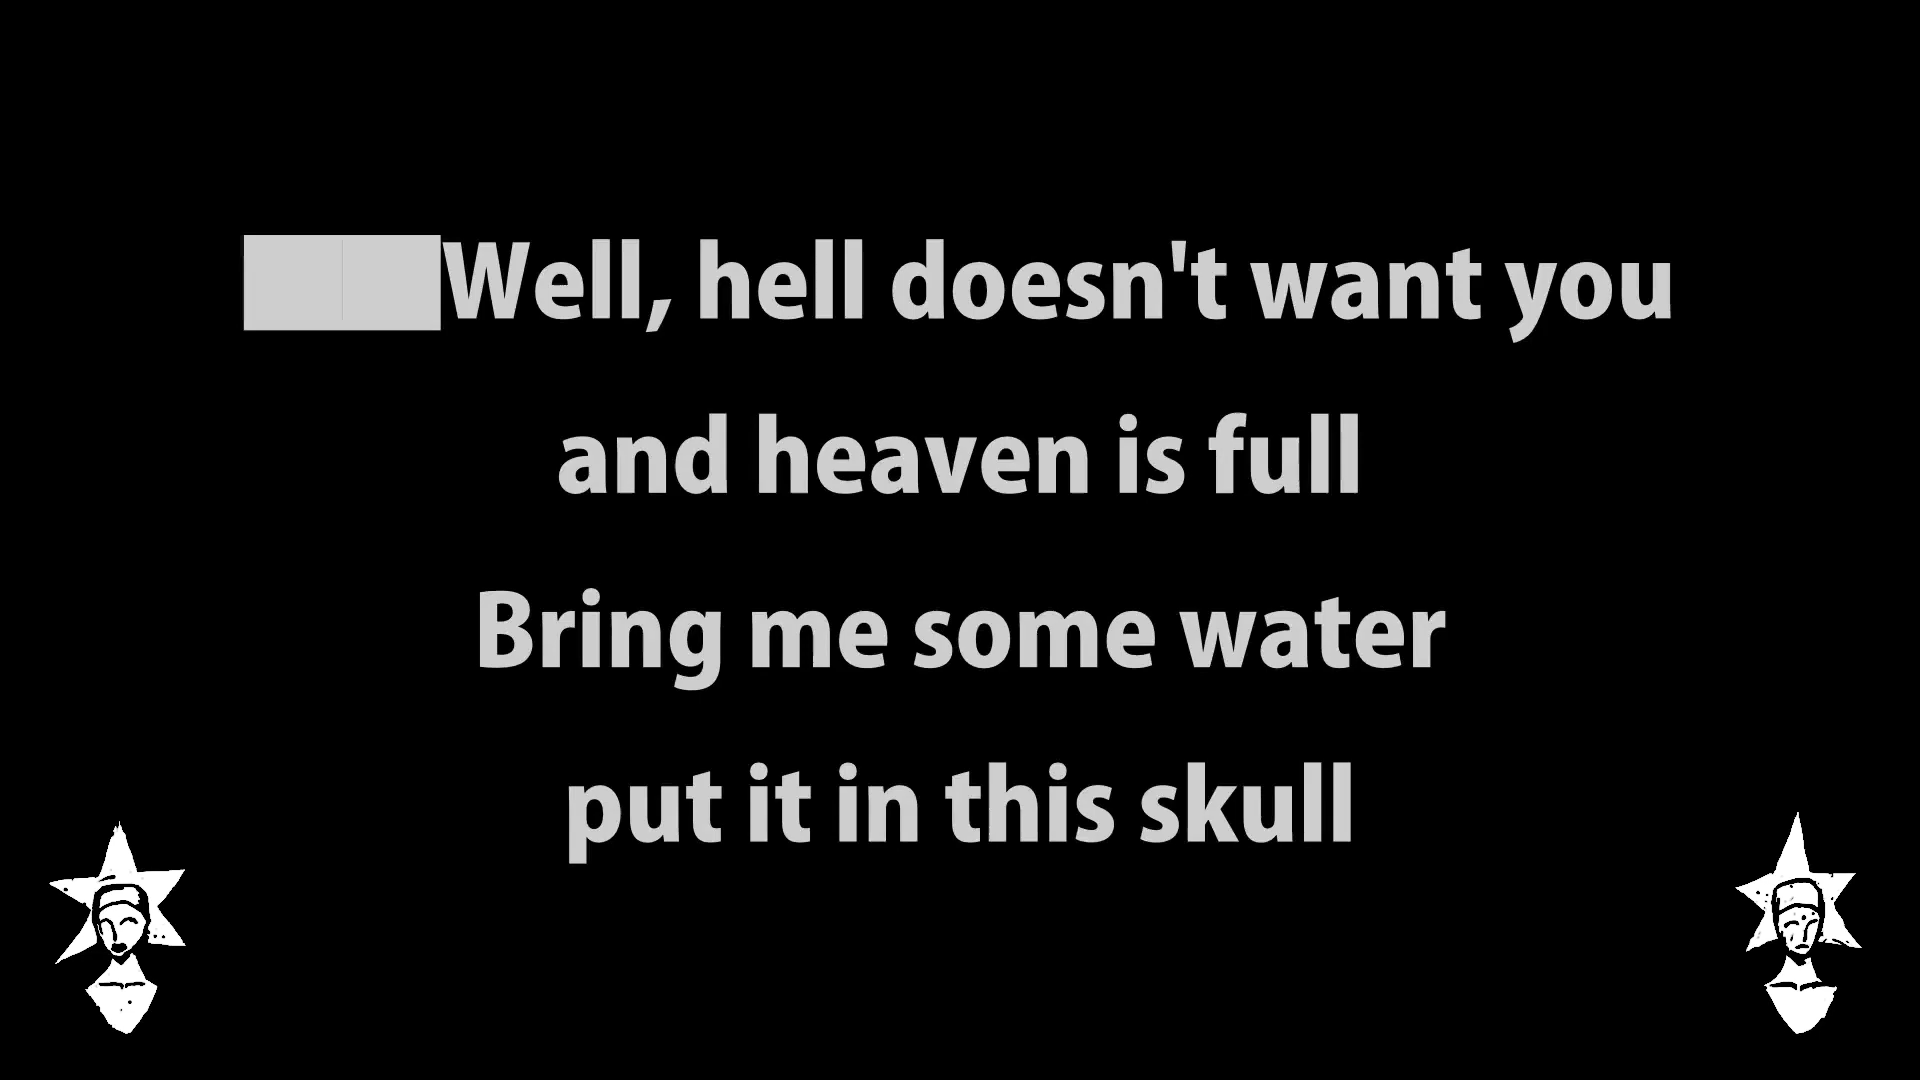 Well, hell doesn't want you
and heaven is full
Bring me some water
put it in this skull